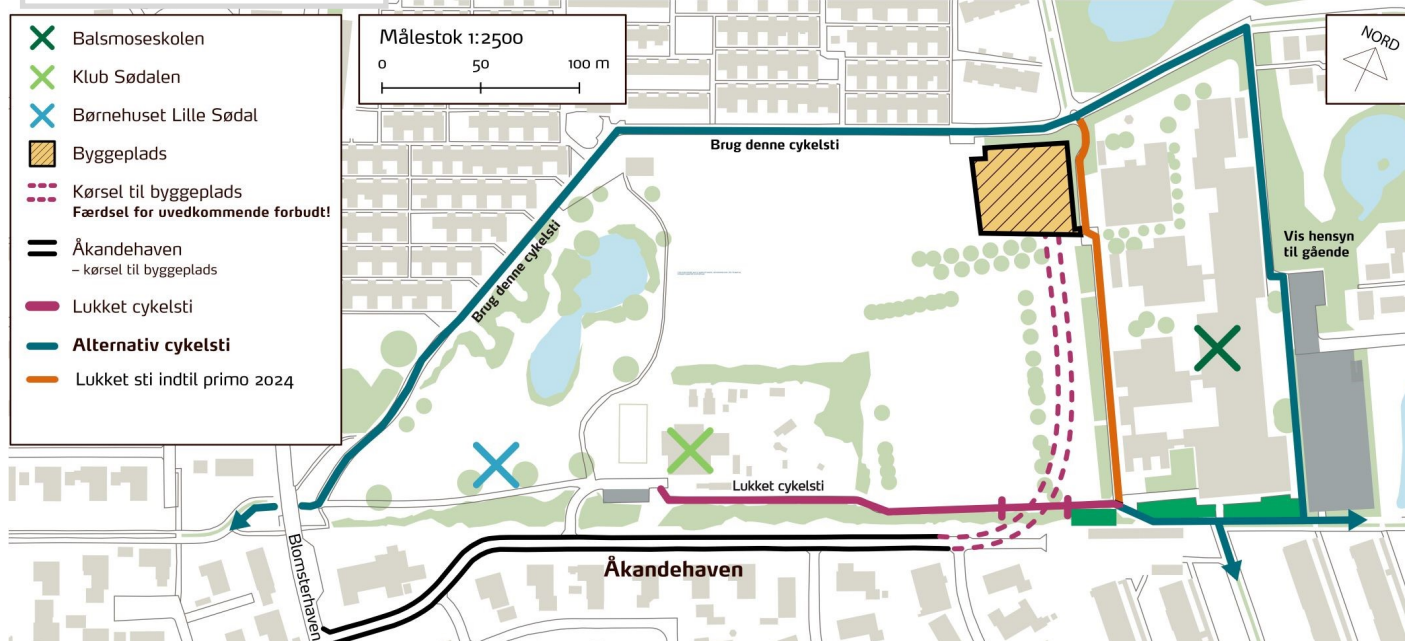 Balsmoseskolen
Klub Sødalen
Børnehuset Lille Sødal
Byggeplads
Kørsel til byggeplads
Færdsel for uvedkommende forbudt!
Åkandehaven
– kørsel til byggeplads
Lukket cykelsti
Alternativ cykelsti
Lukket sti indtil primo 2024
Målestok 1:2500
0 50 100 m
NORD
Brug denne cykelsti
Brug denne cykelsti
Vis hensyn
til gående
Lukket cykelsti
Åkandehaven
Blomsterhaven